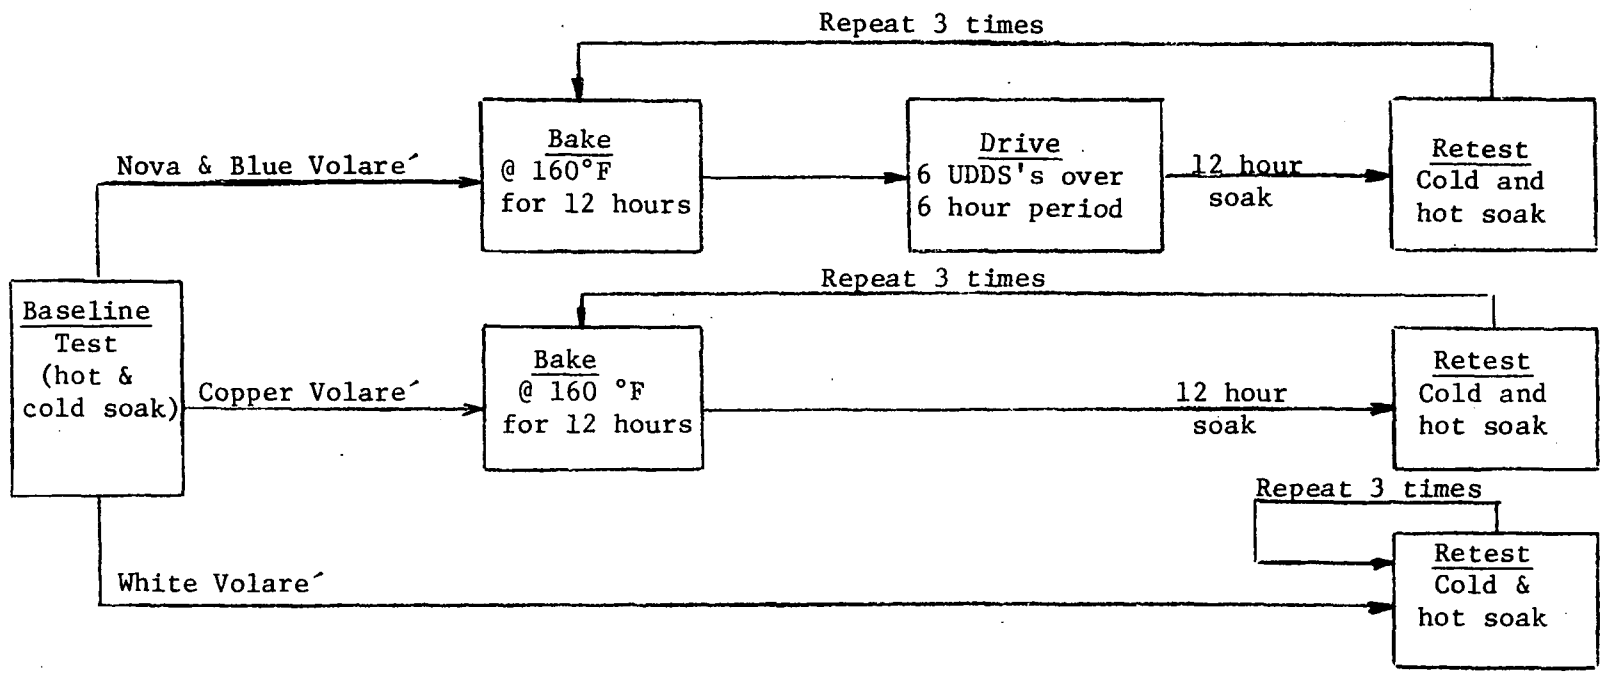 Repeat 3 times
Nova & Blue Volare´
Bake
@ 160°F
for 12 hours
Drive
6 UDDS's over
6 hour period
12 hour
soak
Retest
Cold and
hot soak
Repeat 3 times
Baseline
Test
(hot &
cold soak)
Copper Volare´
Bake
@ 160 °F
for 12 hours
12 hour
soak
Retest
Cold and
hot soak
Repeat 3 times
White Volare´
Retest
Cold &
hot soak